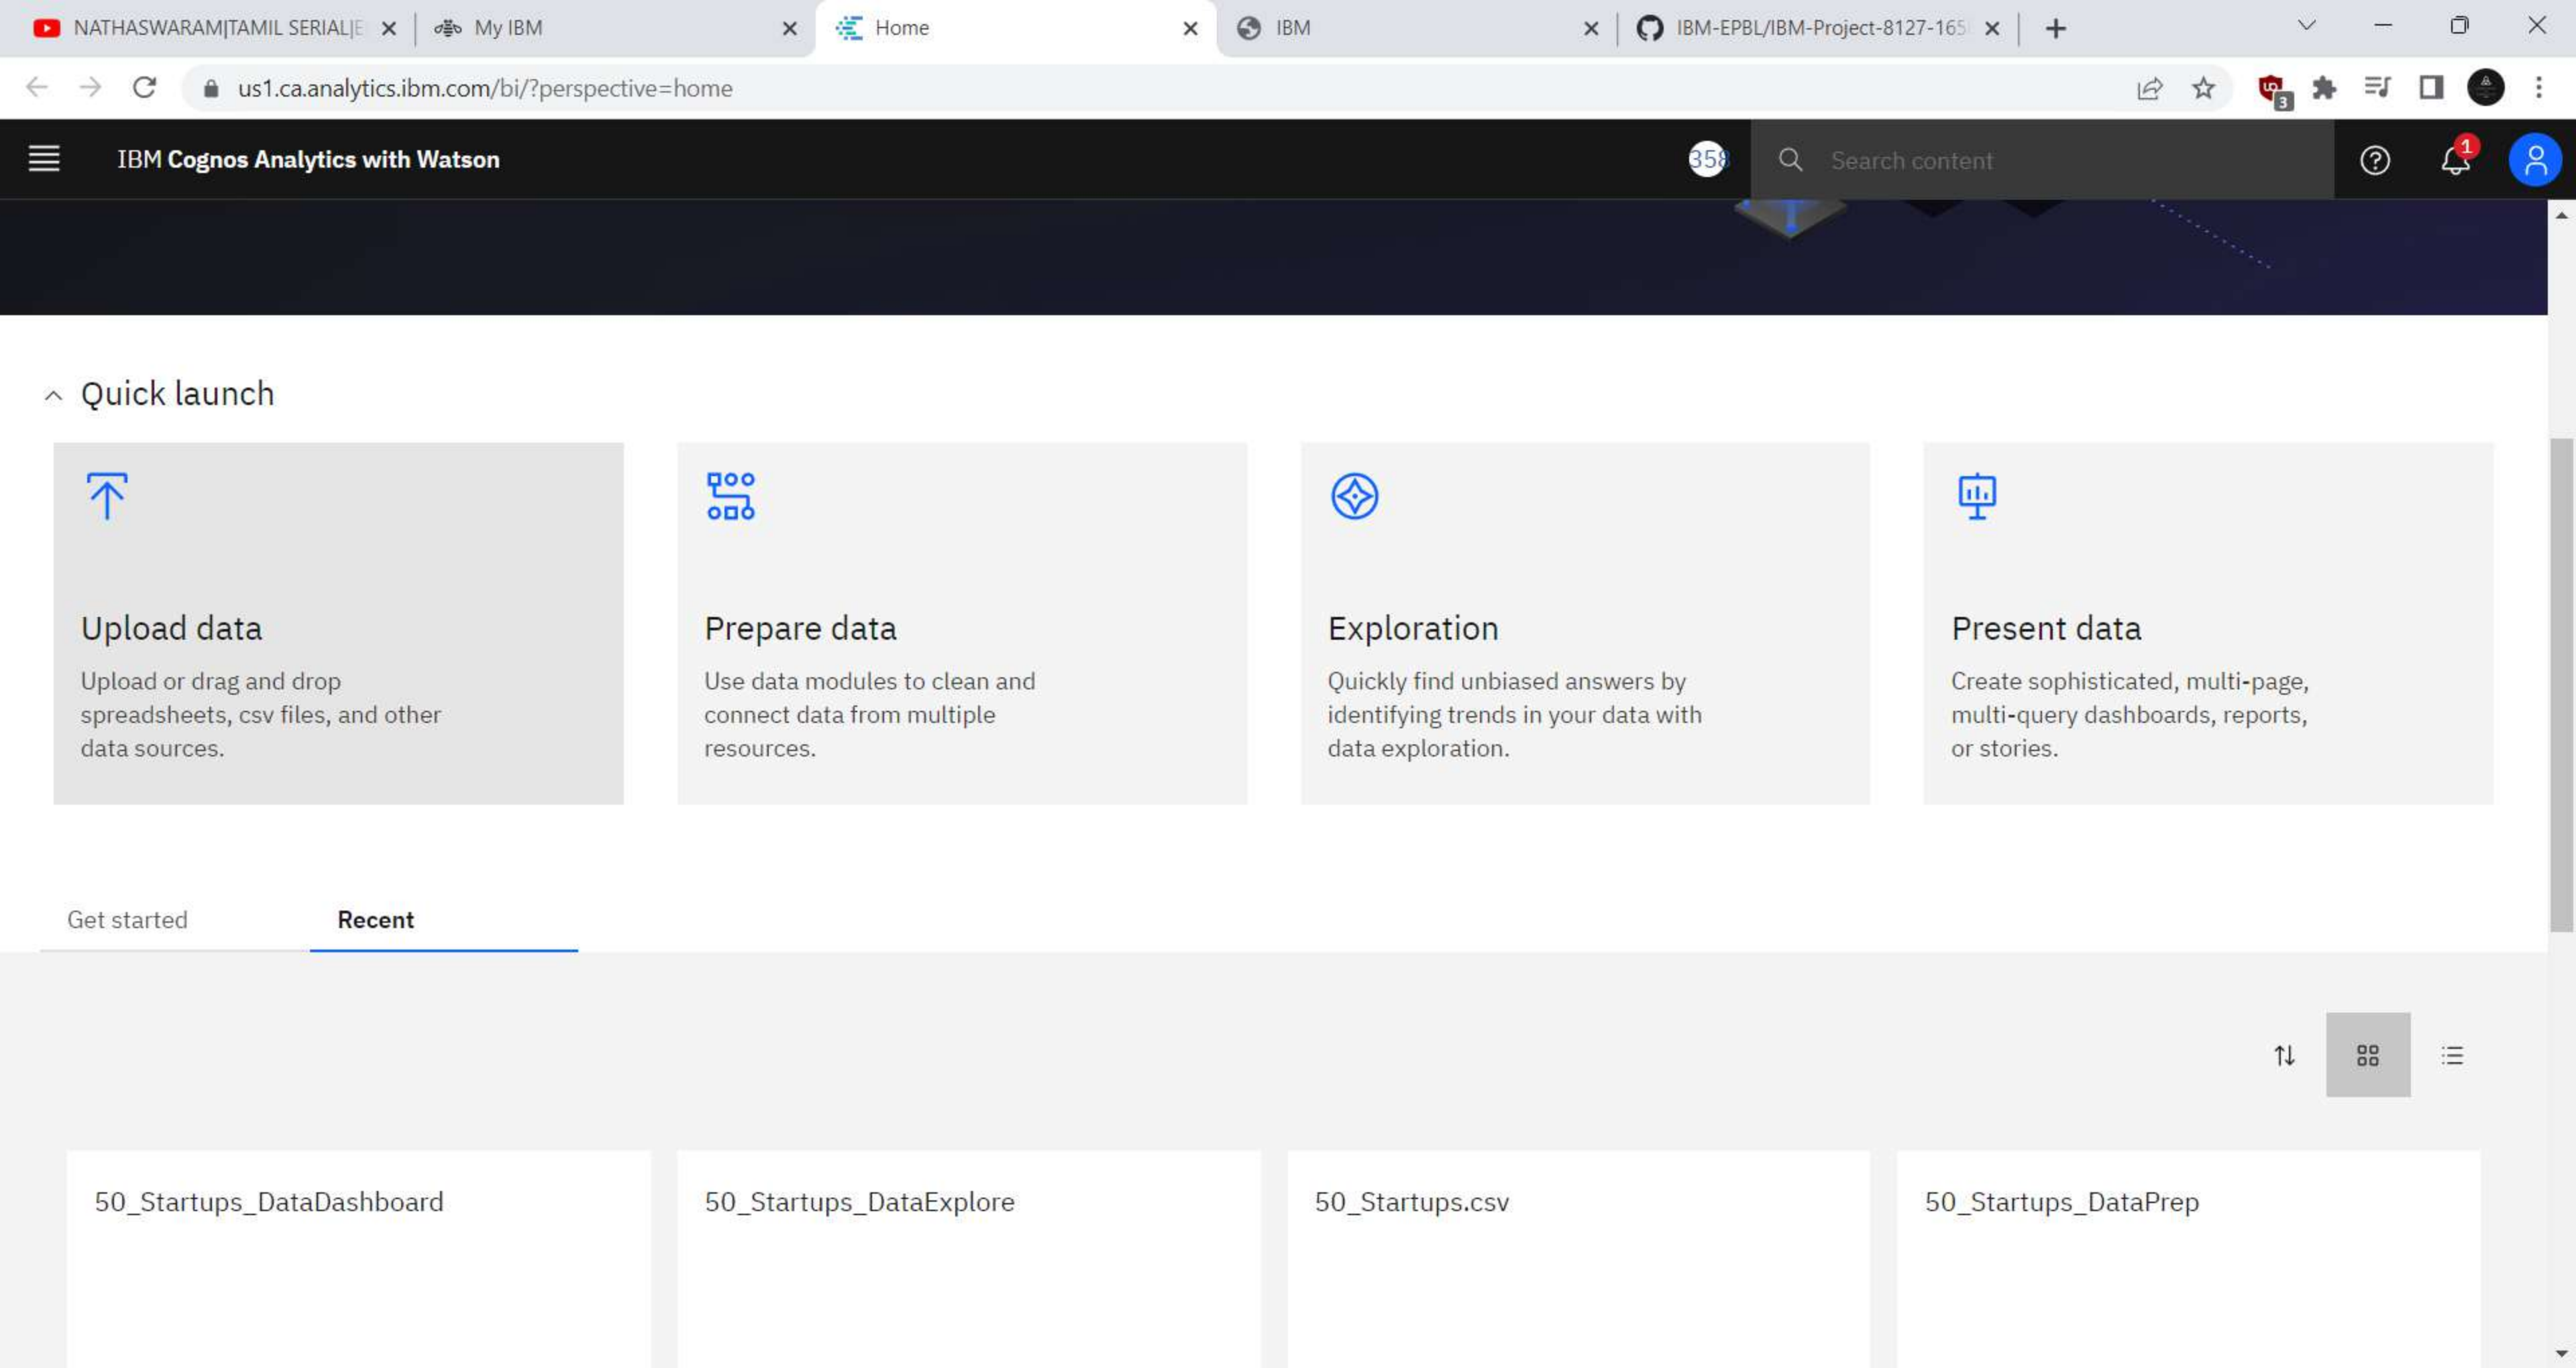 NATHASWARAM|TAMIL SERIAL|E
My IBM
Home
IBM
IBM-EPBL/IBM-Project-8127-165
us1.ca.analytics.ibm.com/bi/?perspective=home
3
IBM Cognos Analytics with Watson
358
Search content
1
Quick launch
Upload data
Upload or drag and drop
spreadsheets, csv files, and other
data sources.
Prepare data
Use data modules to clean and
connect data from multiple
resources.
Exploration
Quickly find unbiased answers by
identifying trends in your data with
data exploration.
Present data
Create sophisticated, multi-page,
multi-query dashboards, reports,
or stories.
Get started
Recent
50_Startups_DataDashboard
50_Startups_DataExplore
50_Startups.csv
50_Startups_DataPrep